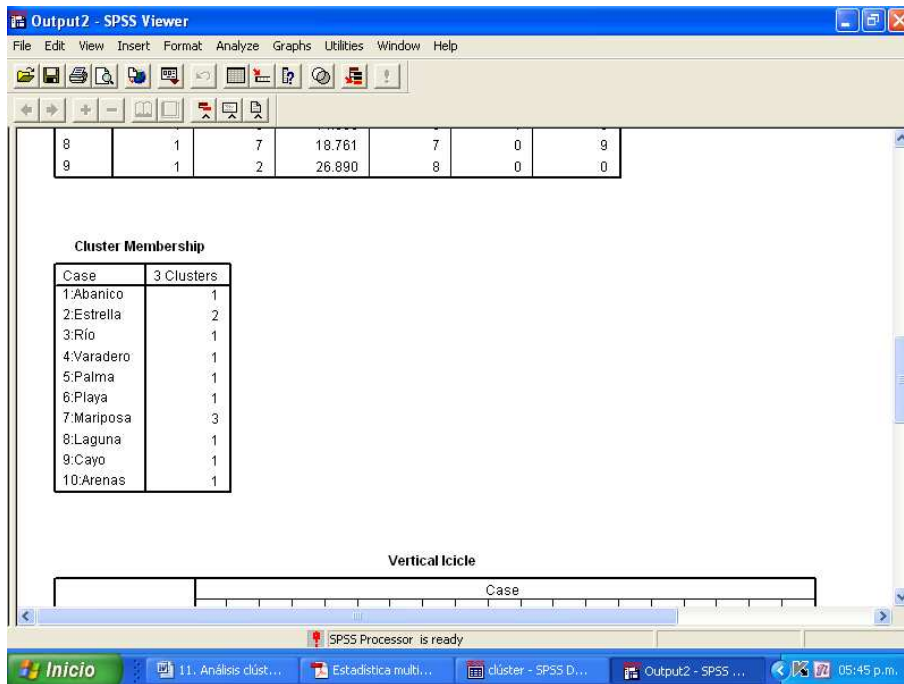 Output2 - SPSS Viewer
File Edit View Insert Format Analyze Graphs Utilities Window Help
8 1 7 18.761 7 0 9
9 1 2 26.890 8 0 0
Cluster Membership
Case 3 Clusters
1:Abanico 1
2:Estrella 2
3:Río 1
4:Varadero 1
5:Palma 1
6:Playa 1
7:Mariposa 3
8:Laguna 1
9:Cayo 1
10:Arenas 1
Vertical Icicle
Case
SPSS Processor is ready
Inicio 11. Análisis clúst... Estadística multi... clúster - SPSS D... Output2 - SPSS ... 05:45 p.m.